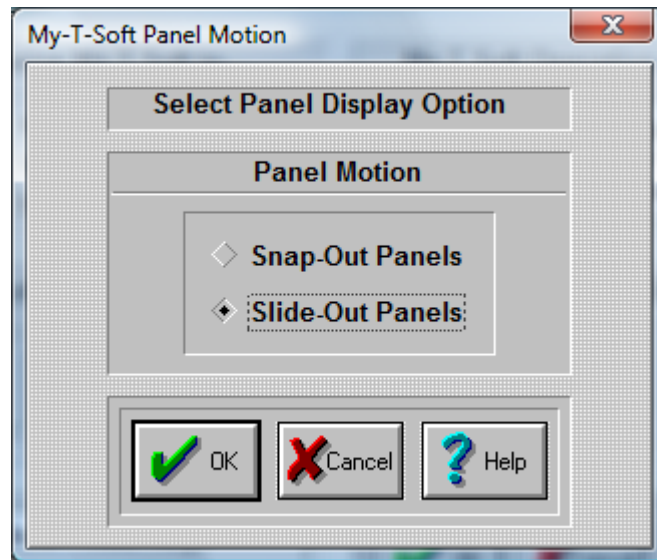 My-T-Soft Panel Motion
Select Panel Display Option
Panel Motion
Snap-Out Panels
Slide-Out Panels
OK
Cancel
Help